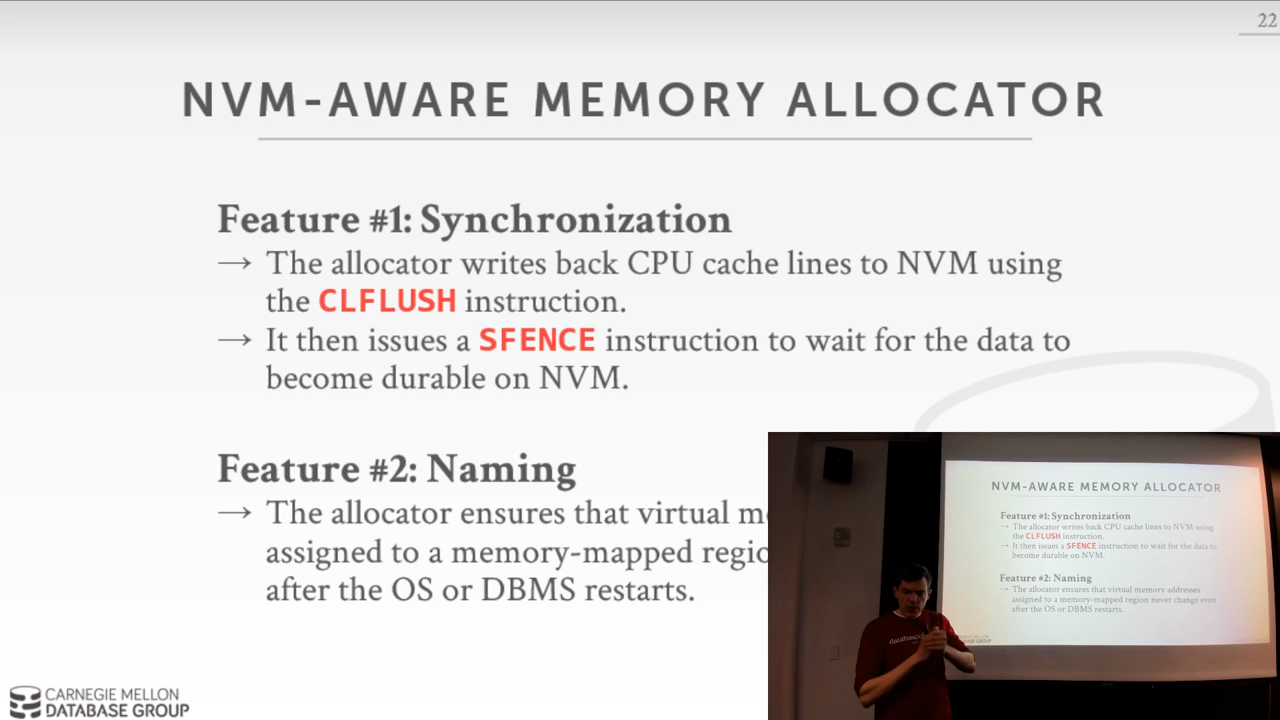 22
NVM-AWARE MEMORY ALLOCATOR
Feature #1: Synchronization
→ The allocator writes back CPU cache lines to NVM using
the CLFLUSH instruction.
→ It then issues a SFENCE instruction to wait for the data to
become durable on NVM.
Feature #2: Naming
→ The allocator ensures that virtual m
assigned to a memory-mapped regio
after the OS or DBMS restarts.
CARNEGIE MELLON
DATABASE GROUP
NVM-AWARE MEMORY ALLOCATOR
Feature #1: Synchronization
→ The allocator writes back CPU cache lines to NVM using
the CLFLUSH instruction.
→ It then issues a SFENCE instruction to wait for the data to
become durable on NVM.
Feature #2: Naming
→ The allocator ensures that virtual memory addresses
assigned to a memory-mapped region never change even
after the OS or DBMS restarts.